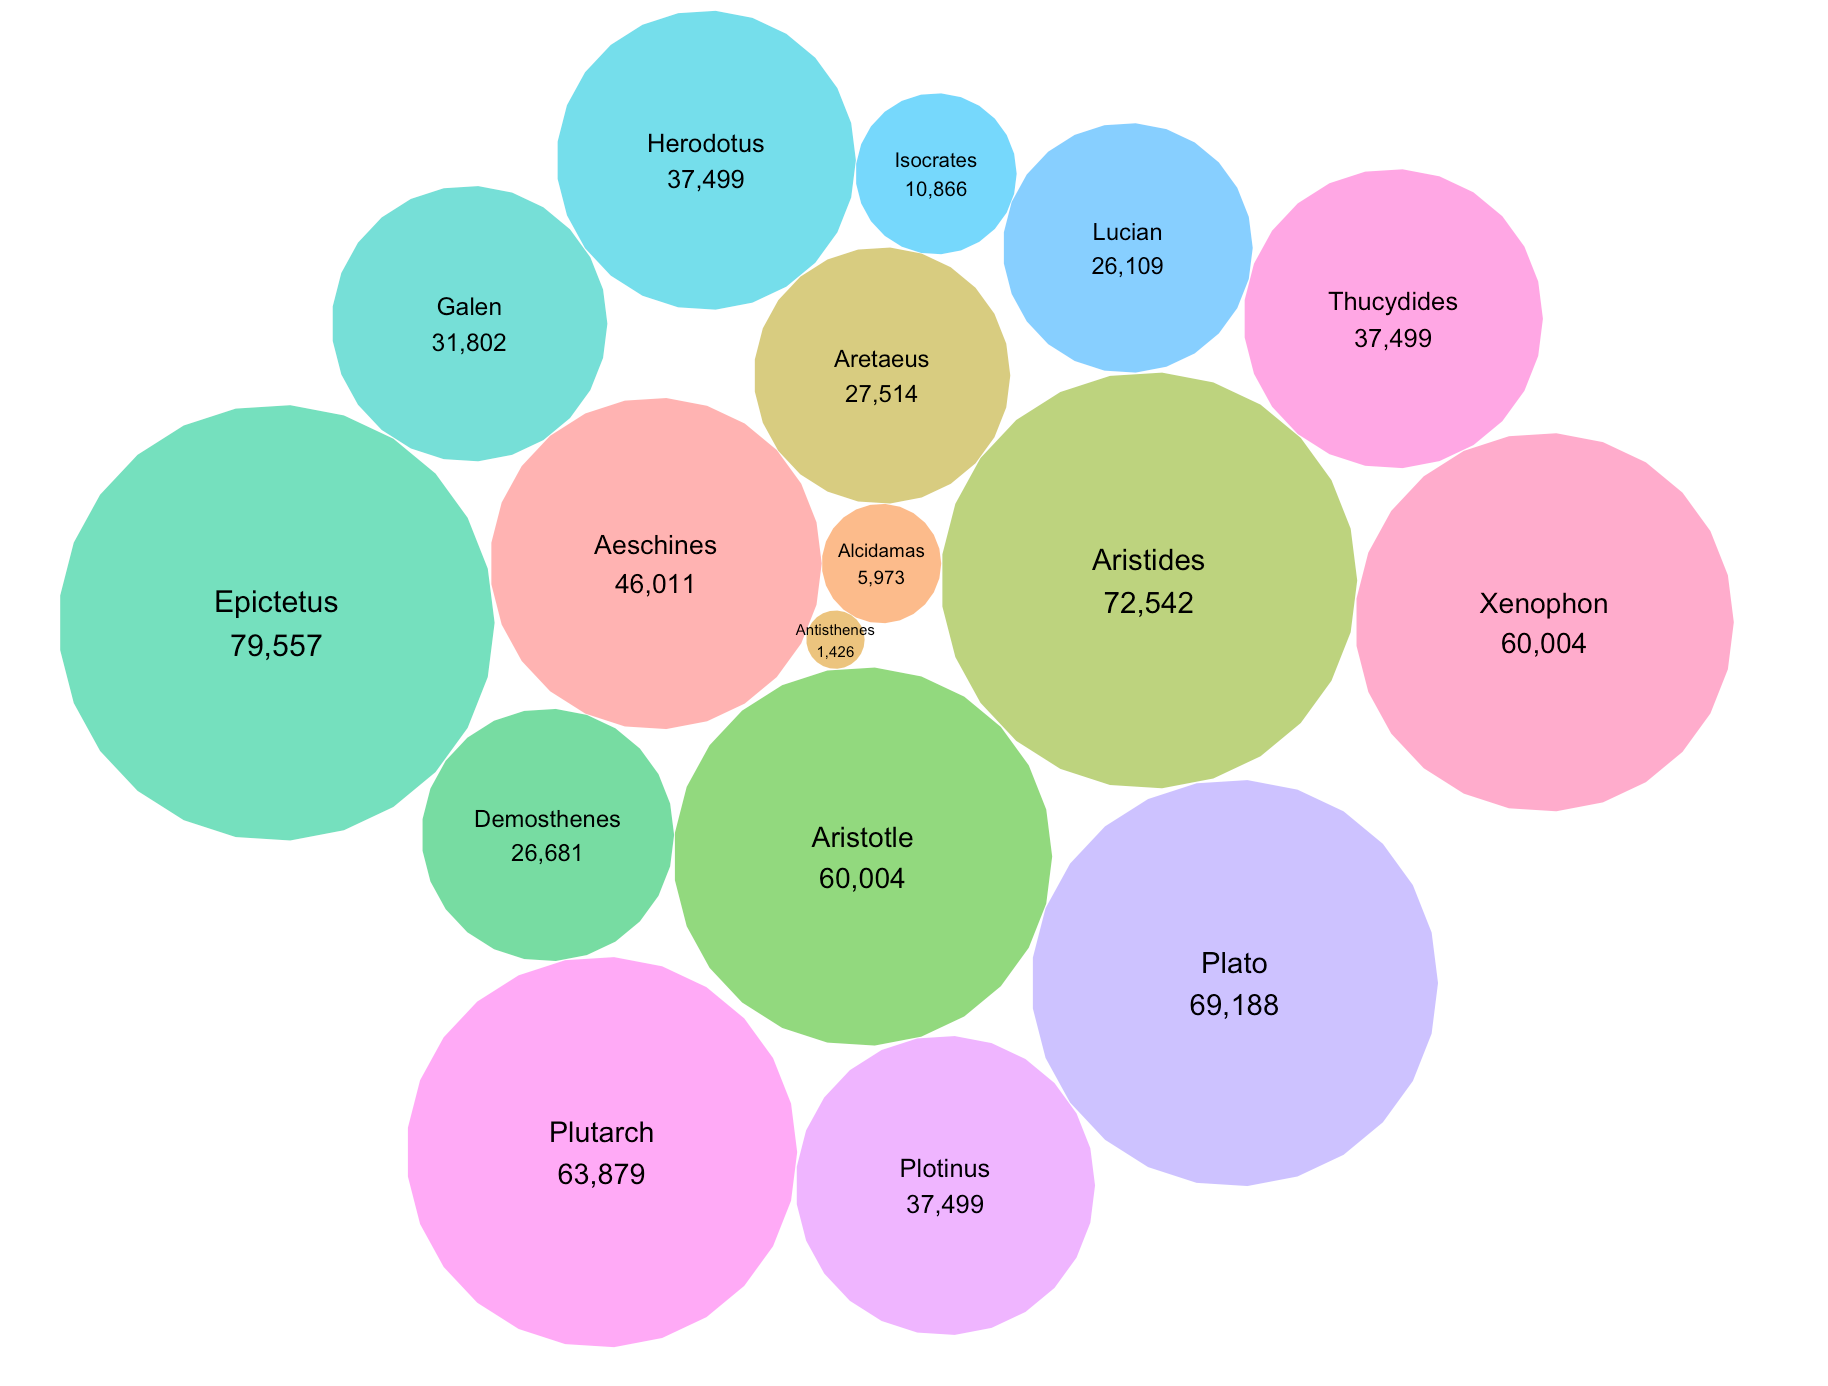 Herodotus
37,499
Isocrates
10,866
Lucian
26,109
Thucydides
37,499
Galen
31,802
Aretaeus
27,514
Aeschines
46,011
Alcidamas
5,973
Aristides
72,542
Epictetus
79,557
Xenophon
60,004
Antisthenes
1,426
Demosthenes
26,681
Aristotle
60,004
Plato
69,188
Plutarch
63,879
Plotinus
37,499